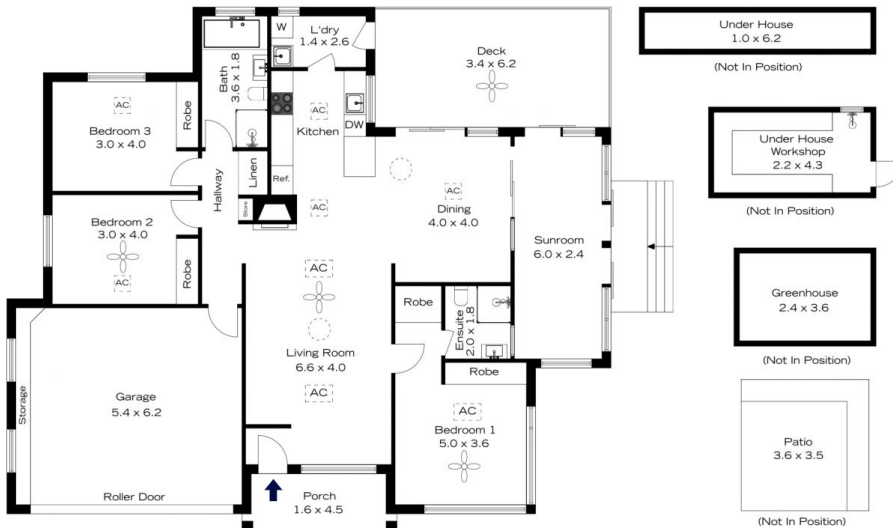 W
L'dry
1.4 x 2.6
Deck
3.4 x 6.2
Under House
1.0 x 6.2
(Not In Position)
Bath
3.6 x 1.8
AC
Bedroom 3
3.0 x 4.0
Robe
AC
Kitchen
DW
Ref.
Linen
Hallway
Store
AC
AC
Dining
4.0 x 4.0
Under House
Workshop
2.2 x 4.3
(Not In Position)
Bedroom 2
3.0 x 4.0
AC
Robe
Sunroom
6.0 x 2.4
AC
Living Room
6.6 x 4.0
AC
Robe
Ensuite
2.0 x 1.8
Robe
Greenhouse
2.4 x 3.6
(Not In Position)
Storage
Garage
5.4 x 6.2
Roller Door
AC
Bedroom 1
5.0 x 3.6
Porch
1.6 x 4.5
Patio
3.6 x 3.5
(Not In Position)